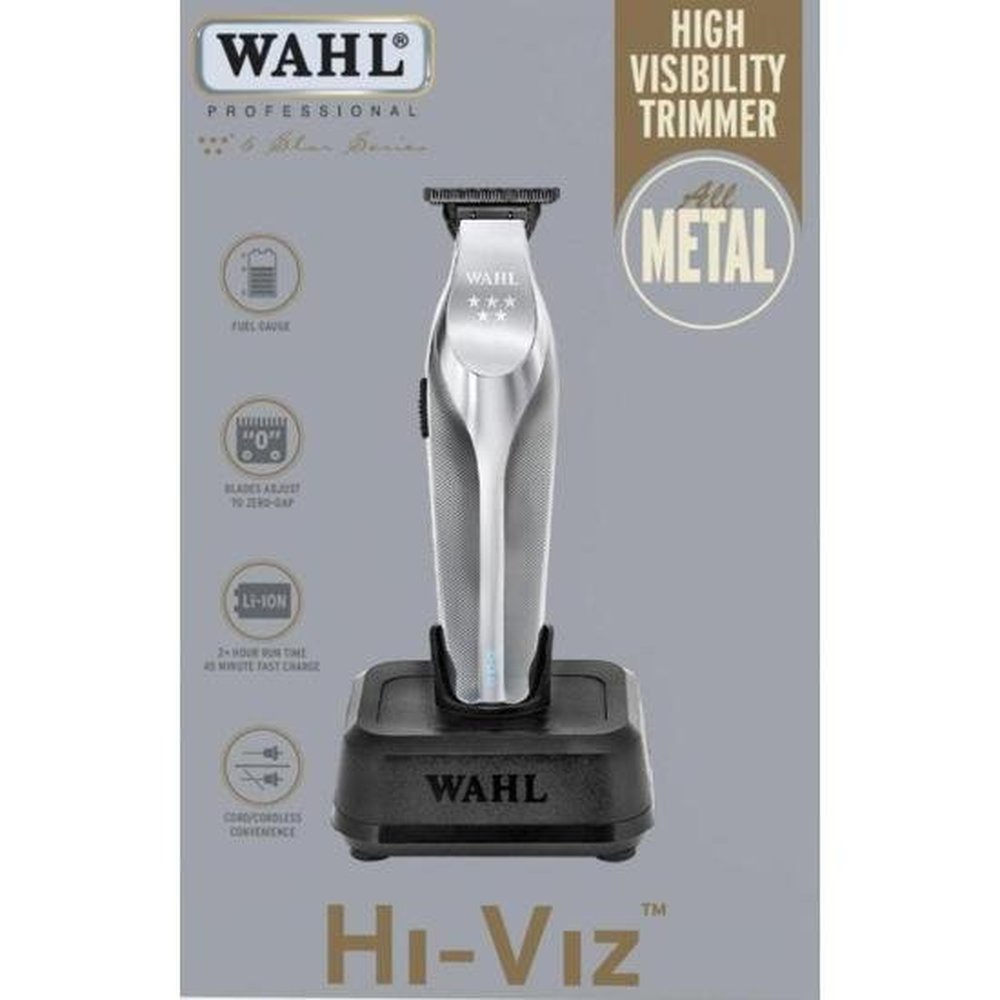 WAHL®
PROFESSIONAL
5 Star Series
HIGH
VISIBILITY
TRIMMER
All
METAL
WAHL
FUEL GAUGE
"0"
BLADES ADJUST
TO ZERO-GAP
Li-ION
2+ HOUR RUN TIME
45 MINUTE FAST CHARGE
CORD/CORDLESS
CONVENIENCE
WAHL
Hi-Viz™